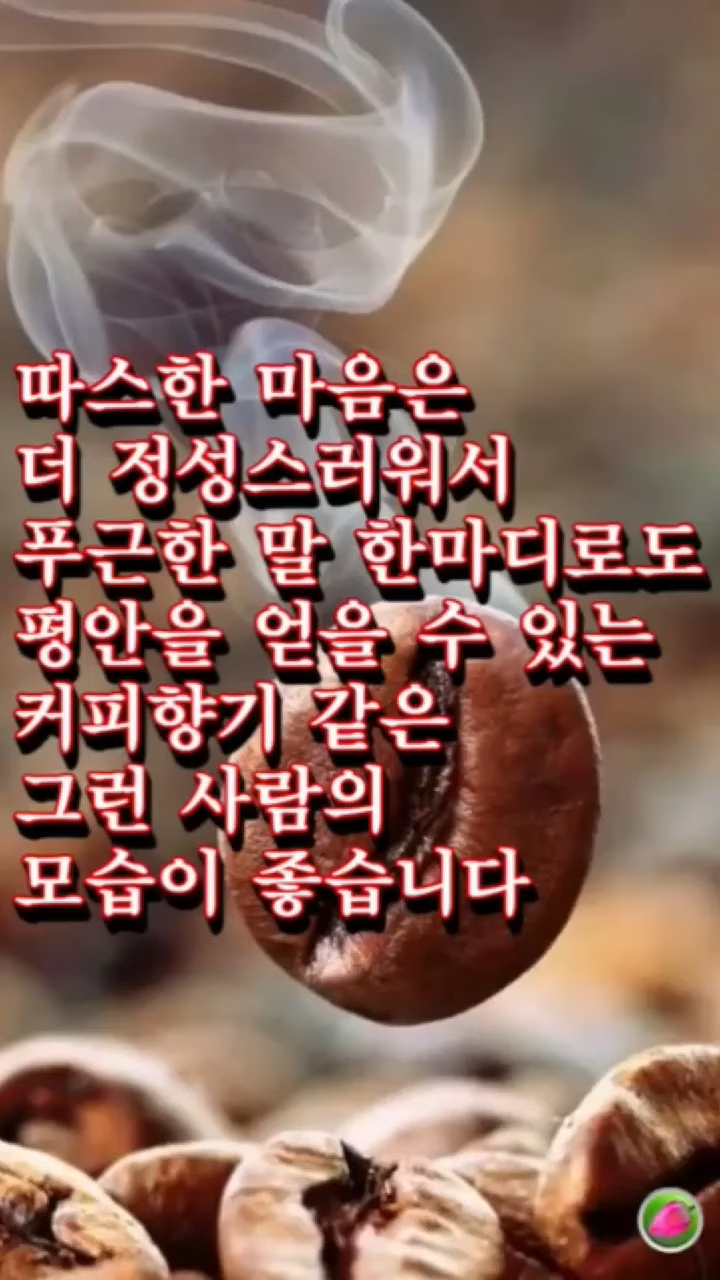 따스한 마음은
더 정성스러워서
푸근한 말 한마디로도
평안을 얻을 수 있는
커피향기 같은
그런 사람의
모습이 좋습니다